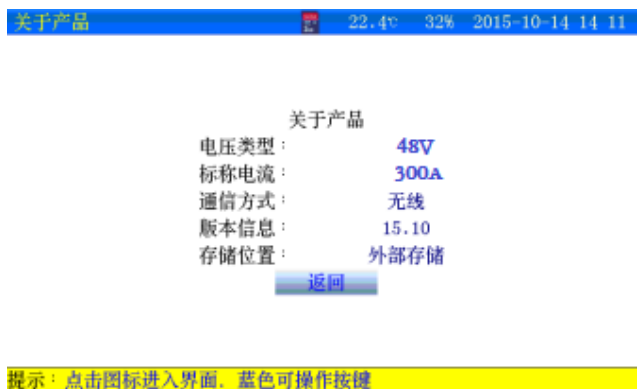 关于产品 22.4℃ 32% 2015-10-14 14 11
关于产品
电压类型： 48V
标称电流： 300A
通信方式： 无线
版本信息： 15.10
存储位置： 外部存储
返回
提示：点击图标进入界面．蓝色可操作按键